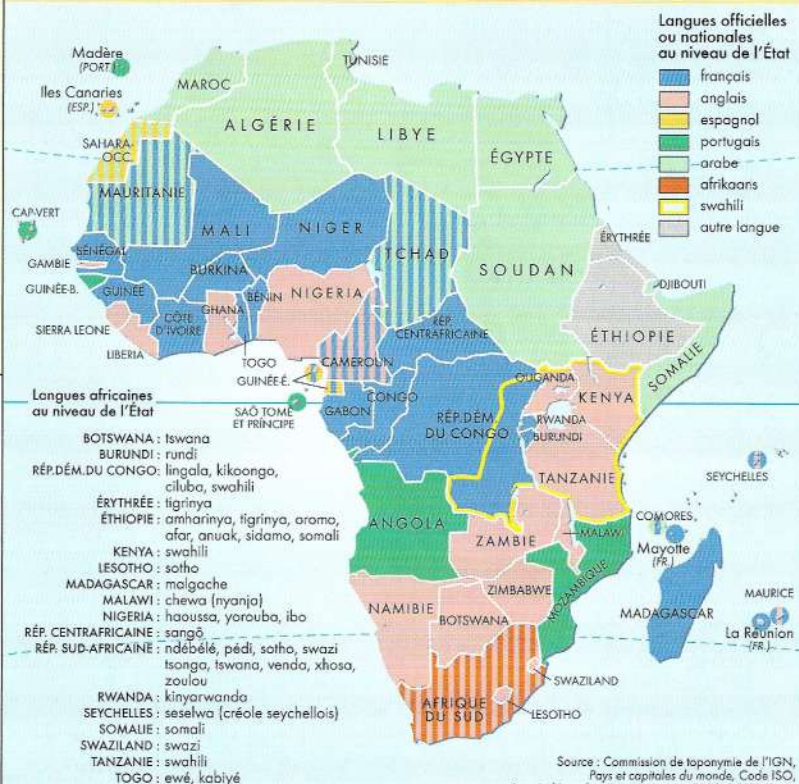 Langues officielles
ou nationales
au niveau de l'État
français
anglais
espagnol
portugais
arabe
afrikaans
swahili
autre langue
Madère
(PORT.)
Iles Canaries
(ESP.)
SAHARA-
OCC.
MAROC
ALGÉRIE
TUNISIE
LIBYE
ÉGYPTE
MAURITANIE
MALI
NIGER
TCHAD
SOUDAN
ÉRYTHRÉE
DJIBOUTI
ÉTHIOPIE
SOMALIE
CAP-VERT
SÉNÉGAL
GAMBIE
GUINÉE-B.
GUINÉE
SIERRA LEONE
LIBERIA
CÔTE
D'IVOIRE
BURKINA
GHANA
TOGO
BÉNIN
NIGERIA
CAMEROUN
GUINÉE-É.
RÉP.
CENTRAFRICAINE
SAÕ TOMÉ
ET PRÍNCIPE
GABON
CONGO
RÉP.DÉM.
DU CONGO
OUGANDA
KENYA
RWANDA
BURUNDI
TANZANIE
SEYCHELLES
COMORES
Mayotte
(FR.)
ANGOLA
ZAMBIE
MALAWI
MOZAMBIQUE
ZIMBABWE
NAMIBIE
BOTSWANA
MADAGASCAR
MAURICE
La Réunion
(FR.)
SWAZILAND
LESOTHO
AFRIQUE
DU SUD
Langues africaines
au niveau de l'État
BOTSWANA : tswana
BURUNDI : rundi
RÉP.DÉM.DU CONGO: lingala, kikoongo,
ciluba, swahili
ÉRYTHRÉE : tigrinya
ÉTHIOPIE : amharinya, tigrinya, oromo,
afar, anuak, sidamo, somali
KENYA : swahili
LESOTHO : sotho
MADAGASCAR : malgache
MALAWI : chewa (nyanja)
NIGERIA : haoussa, yorouba, ibo
RÉP. CENTRAFRICAINE : sangö
RÉP. SUD-AFRICAINE : ndébélé, pédi, sotho, swazi
tsonga, tswana, venda, xhosa,
zoulou
RWANDA : kinyarwanda
SEYCHELLES : seselwa (créole seychellois)
SOMALIE : somali
SWAZILAND : swazi
TANZANIE : swahili
TOGO : ewé, kabiyé
Source : Commission de toponymie de l'IGN,
Pays et capitales du monde, Code ISO